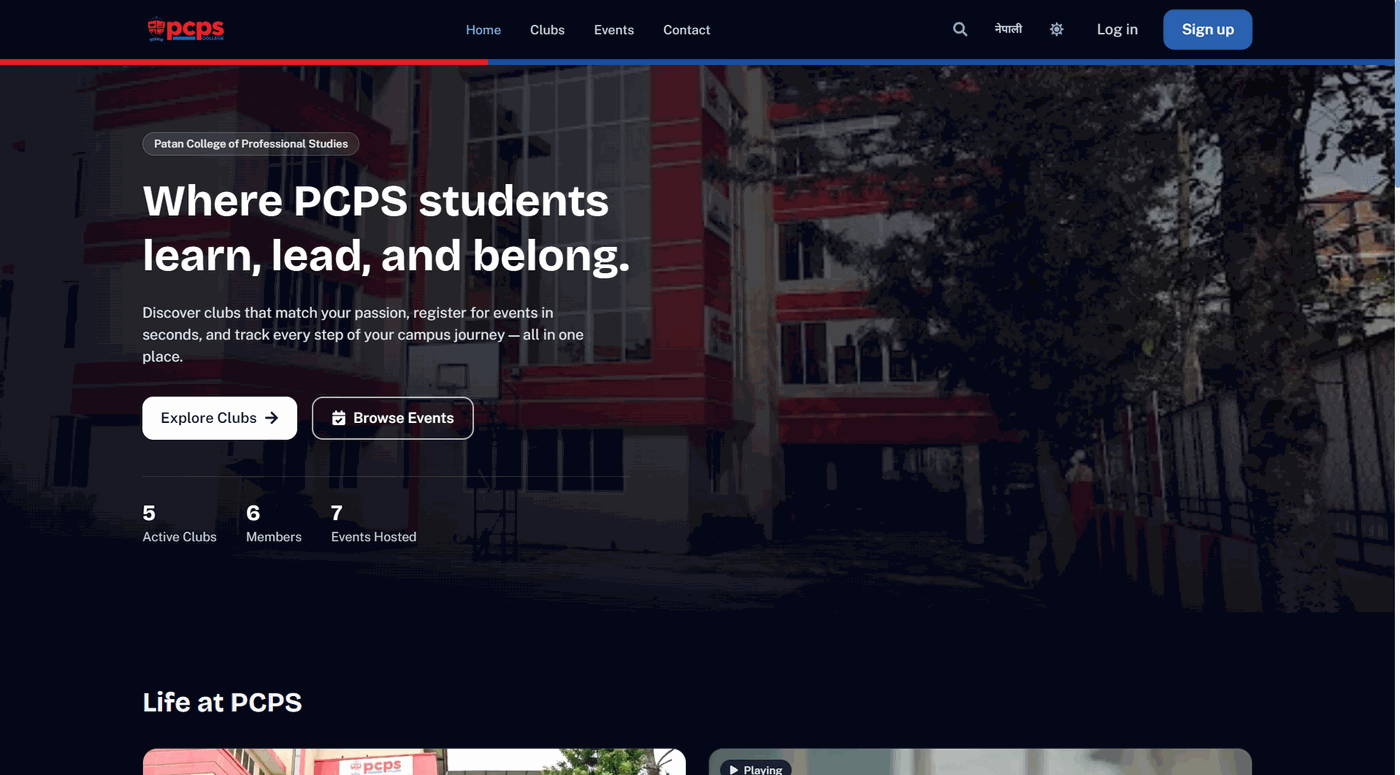 pcps
COLLEGE
Home
Clubs
Events
Contact
नेपाली
Log in
Sign up
Patan College of Professional Studies
Where PCPS students
learn, lead, and belong.
Discover clubs that match your passion, register for events in
seconds, and track every step of your campus journey — all in one
place.
Explore Clubs
Browse Events
5
Active Clubs
6
Members
7
Events Hosted
Life at PCPS
pcps
Playing